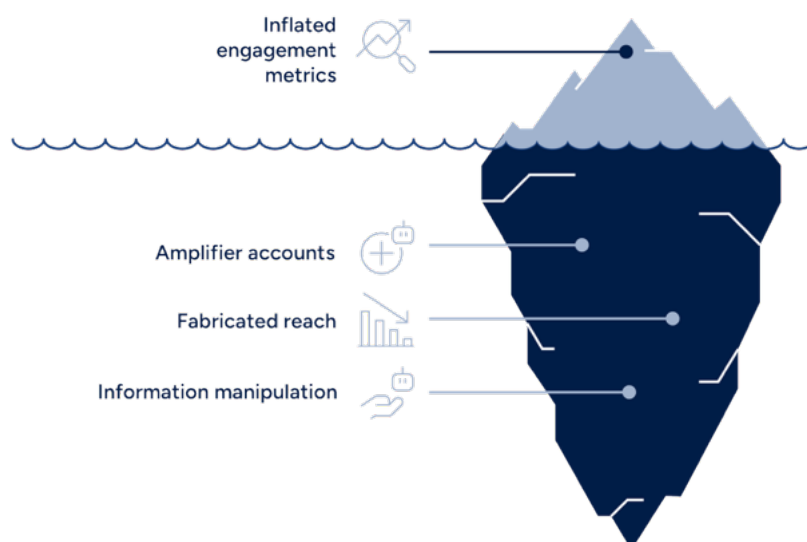 Inflated
engagement
metrics
Amplifier accounts
Fabricated reach
Information manipulation